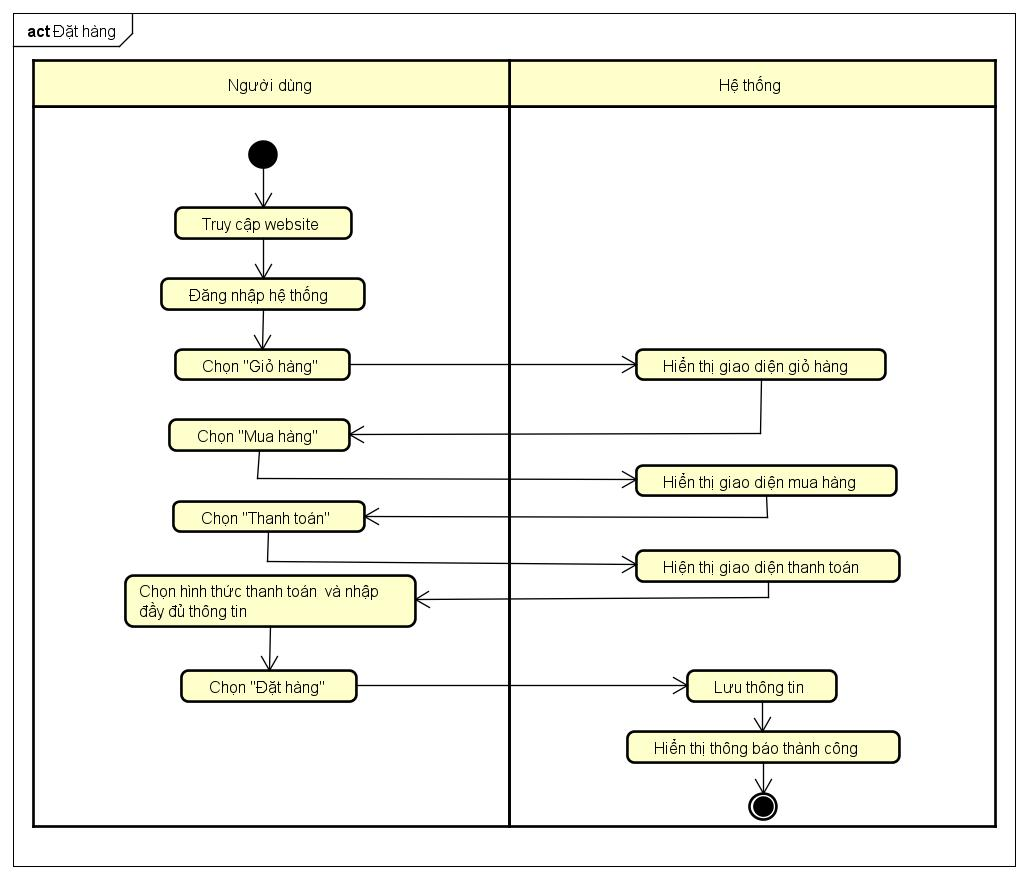 act Đặt hàng
Người dùng
Hệ thống
Truy cập website
Đăng nhập hệ thống
Chọn "Giỏ hàng"
Hiển thị giao diện giỏ hàng
Chọn "Mua hàng"
Hiển thị giao diện mua hàng
Chọn "Thanh toán"
Hiện thị giao diện thanh toán
Chọn hình thức thanh toán và nhập
đầy đủ thông tin
Chọn "Đặt hàng"
Lưu thông tin
Hiển thị thông báo thành công